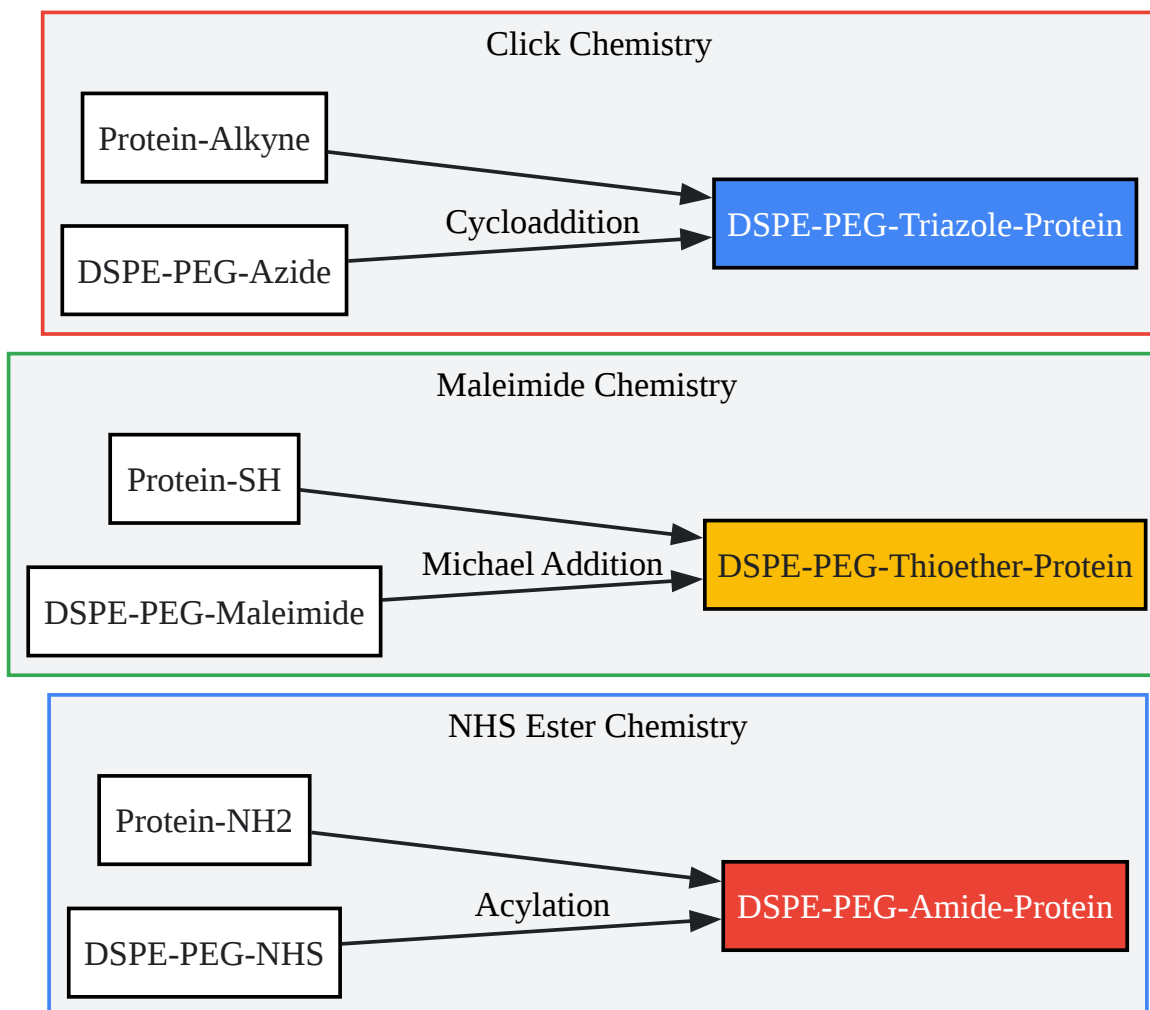 Click Chemistry
Protein-Alkyne
DSPE-PEG-Azide
Cycloaddition
DSPE-PEG-Triazole-Protein
Maleimide Chemistry
Protein-SH
DSPE-PEG-Maleimide
Michael Addition
DSPE-PEG-Thioether-Protein
NHS Ester Chemistry
Protein-NH2
DSPE-PEG-NHS
Acylation
DSPE-PEG-Amide-Protein